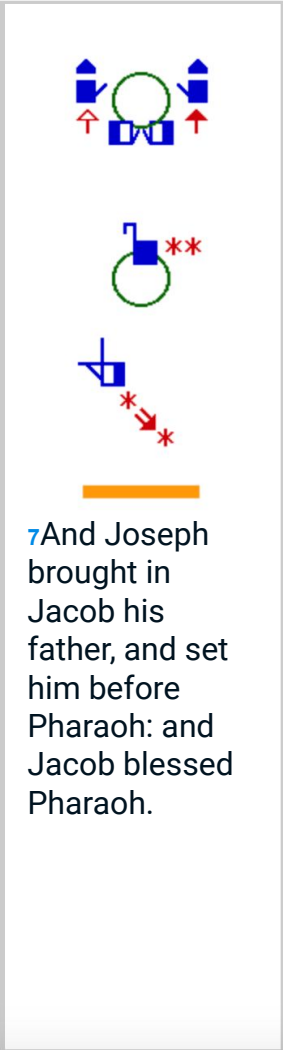 7And Joseph
brought in
Jacob his
father, and set
him before
Pharaoh: and
Jacob blessed
Pharaoh.